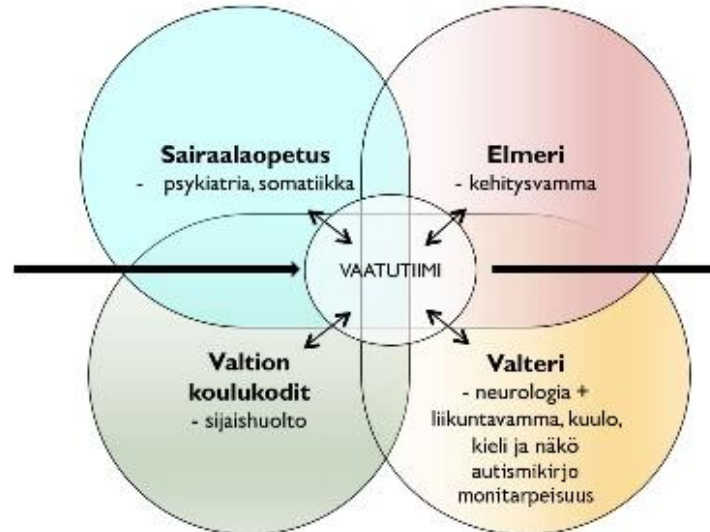 Sairaalaopetus
- psykiatria, somatiikka
Elmeri
- kehitysvamma
VAATUTIIMI
Valtion
koulukodit
- sijaishuolto
Valteri
- neurologia +
liikuntavamma, kuulo,
kieli ja näkö
autismikirjo
monitarpeisuus